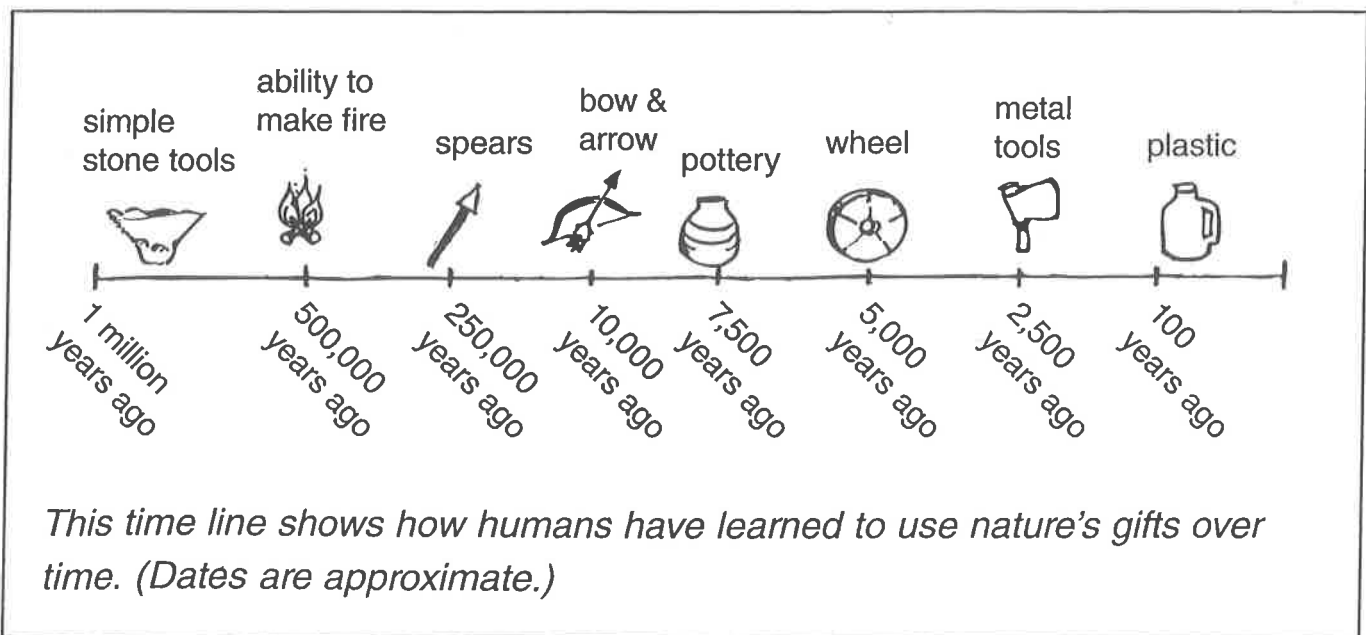 simple
stone tools
ability to
make fire
spears
bow &
arrow
pottery
wheel
metal
tools
plastic
1 million
years ago
500,000
years ago
250,000
years ago
10,000
years ago
7,500
years ago
5,000
years ago
2,500
years ago
100
years ago
This time line shows how humans have learned to use nature's gifts over
time. (Dates are approximate.)